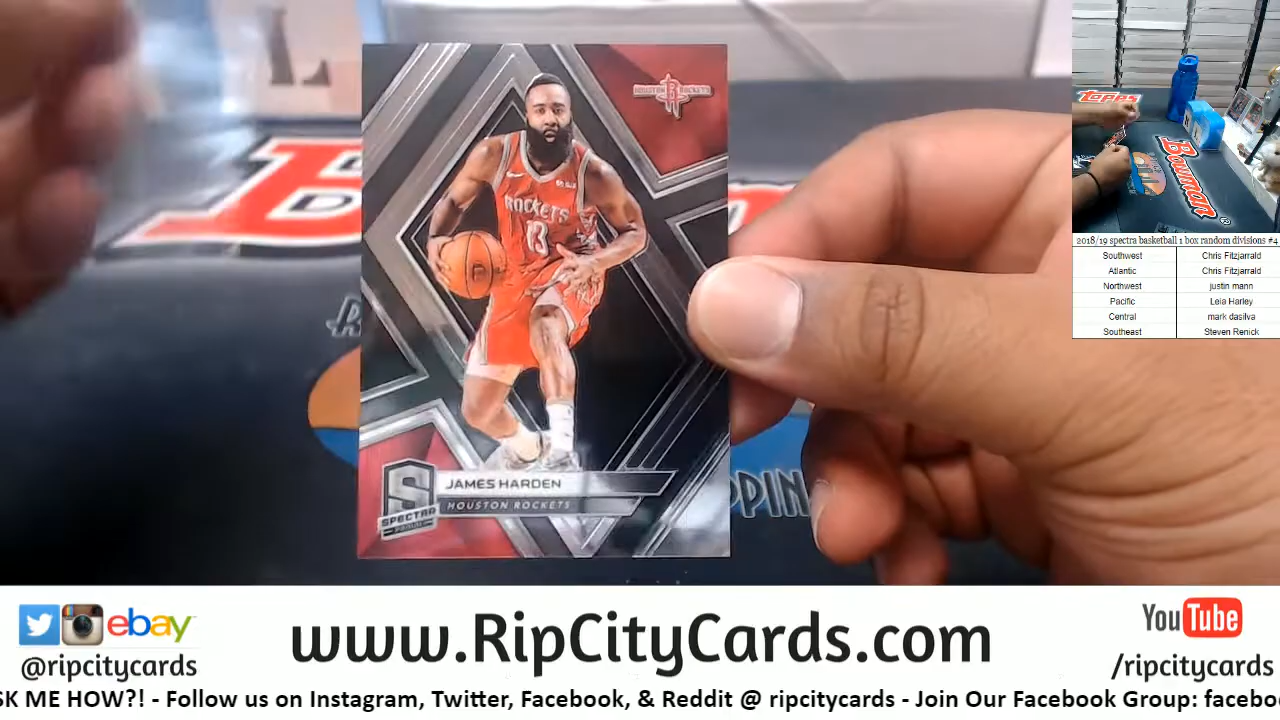 HOUSTON ROCKETS
ROCKETS
13
JAMES HARDEN
HOUSTON ROCKETS
S
SPECTRA
PANINI
PPIN
Topps
Bowman
2018/19 spectra basketball 1 box random divisions #4
Southwest Chris Fitzjarrald
Atlantic Chris Fitzjarrald
Northwest justin mann
Pacific Leia Harley
Central mark dasilva
Southeast Steven Renick
ebay
@ripcitycards
www.RipCityCards.com
YouTube
/ripcitycards
SK ME HOW?! - Follow us on Instagram, Twitter, Facebook, & Reddit @ ripcitycards - Join Our Facebook Group: facebo